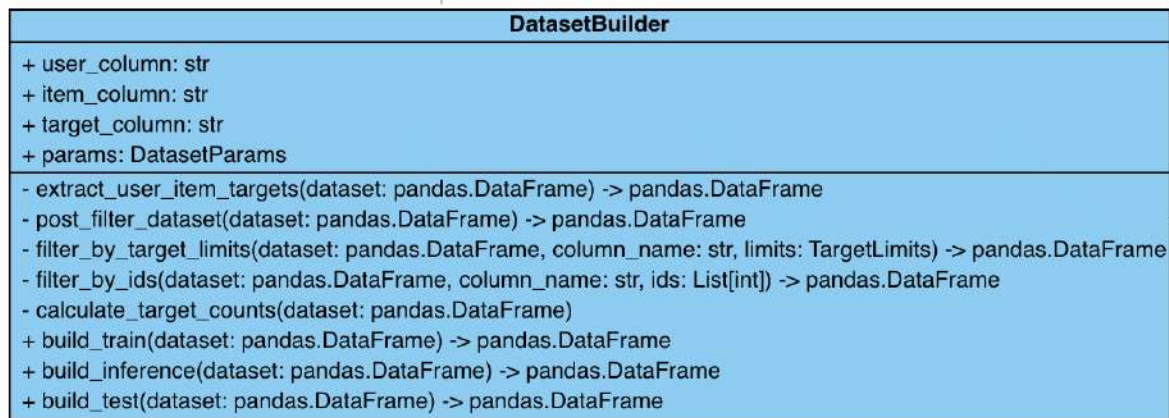 DatasetBuilder
+ user_column: str
+ item_column: str
+ target_column: str
+ params: DatasetParams
- extract_user_item_targets(dataset: pandas.DataFrame) -> pandas.DataFrame
- post_filter_dataset(dataset: pandas.DataFrame) -> pandas.DataFrame
- filter_by_target_limits(dataset: pandas.DataFrame, column_name: str, limits: TargetLimits) -> pandas.DataFrame
- filter_by_ids(dataset: pandas.DataFrame, column_name: str, ids: List[int]) -> pandas.DataFrame
- calculate_target_counts(dataset: pandas.DataFrame)
+ build_train(dataset: pandas.DataFrame) -> pandas.DataFrame
+ build_inference(dataset: pandas.DataFrame) -> pandas.DataFrame
+ build_test(dataset: pandas.DataFrame) -> pandas.DataFrame